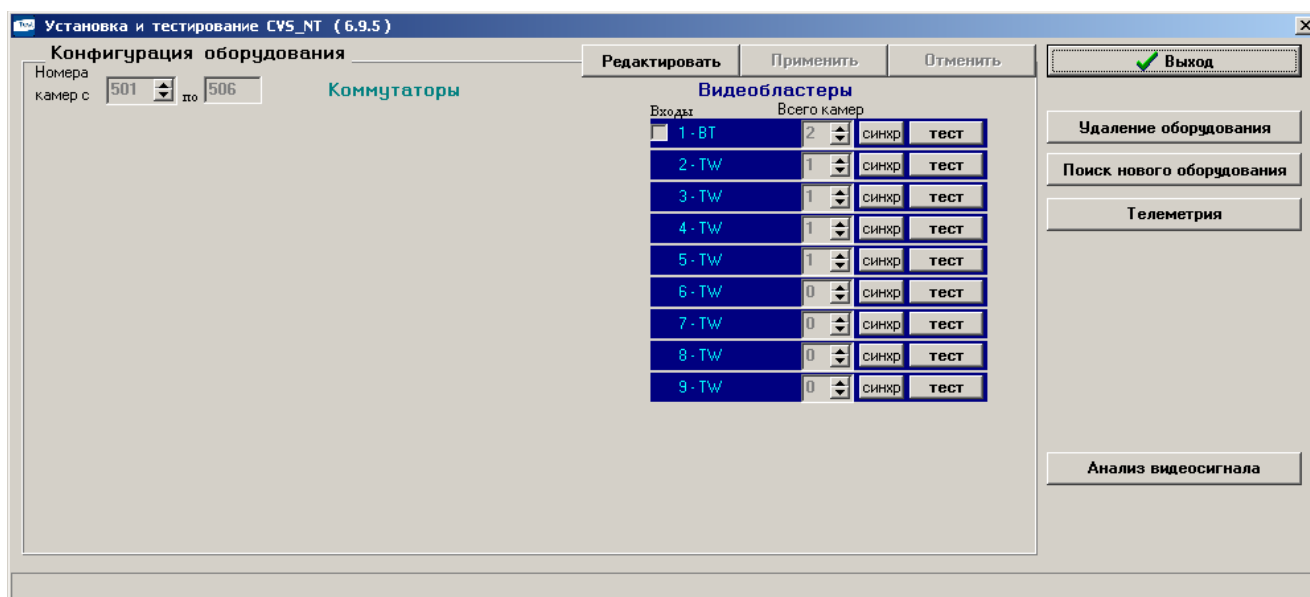 Test Установка и тестирование CVS_NT (6.9.5)
Конфигурация оборудования
Редактировать Применить Отменить
Выход
Номера
камер с 501 по 506
Коммутаторы
Видеобластеры
Входы Всего камер
1 - BT 2 синхр тест
Удаление оборудования
2 - TW 1 синхр тест
Поиск нового оборудования
3 - TW 1 синхр тест
Телеметрия
4 - TW 1 синхр тест
5 - TW 1 синхр тест
6 - TW 0 синхр тест
7 - TW 0 синхр тест
8 - TW 0 синхр тест
9 - TW 0 синхр тест
Анализ видеосигнала